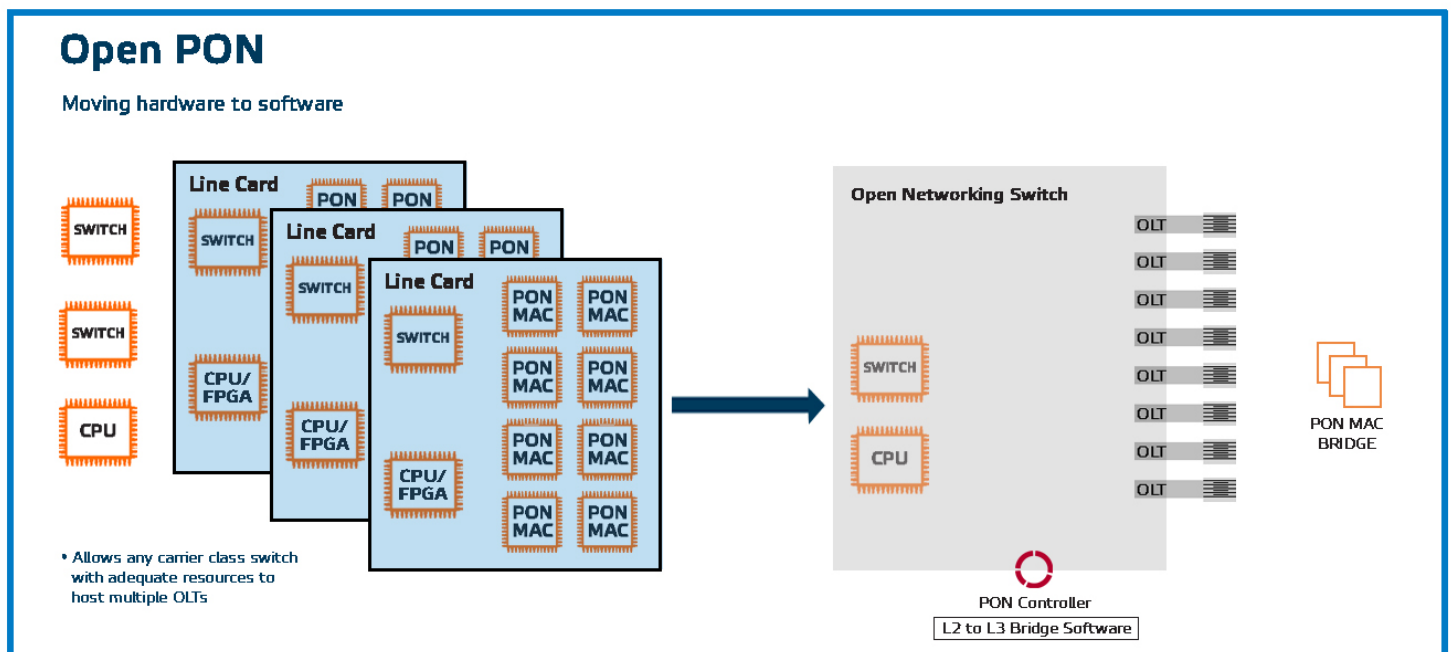 Open PON
Moving hardware to software
SWITCH
SWITCH
CPU
Line Card
PON
PON
SWITCH
CPU/
FPGA
Line Card
PON
PON
SWITCH
CPU/
FPGA
Line Card
SWITCH
CPU/
FPGA
PON
MAC
PON
MAC
PON
MAC
PON
MAC
PON
MAC
PON
MAC
PON
MAC
PON
MAC
• Allows any carrier class switch
with adequate resources to
host multiple OLTs
Open Networking Switch
SWITCH
CPU
OLT
OLT
OLT
OLT
OLT
OLT
OLT
OLT
PON MAC
BRIDGE
PON Controller
L2 to L3 Bridge Software